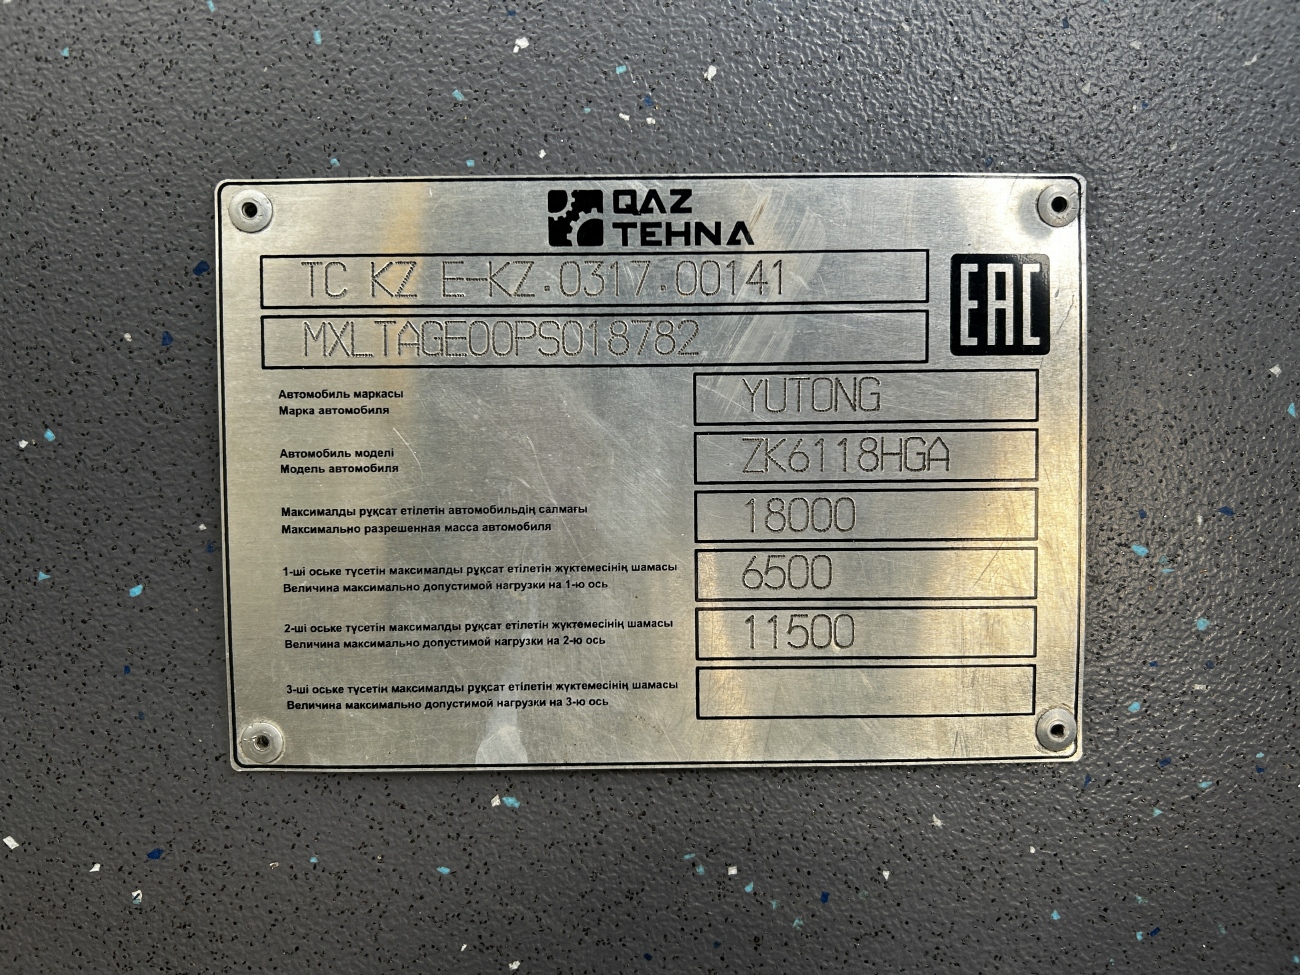 QAZ
TEHNA
TC KZ E-KZ.0317.00141
EAC
MXLTAGE00PS018782
Автомобиль маркасы
Марка автомобиля
YUTONG
Автомобиль моделі
Модель автомобиля
ZK6118HGA
Максималды рұқсат етілетін автомобильдің салмағы
Максимально разрешенная масса автомобиля
18000
1-ші оське түсетін максималды рұқсат етілетін жүктемесінің шамасы
Величина максимально допустимой нагрузки на 1-ю ось
6500
2-ші оське түсетін максималды рұқсат етілетін жүктемесінің шамасы
Величина максимально допустимой нагрузки на 2-ю ось
11500
3-ші оське түсетін максималды рұқсат етілетін жүктемесінің шамасы
Величина максимально допустимой нагрузки на 3-ю ось